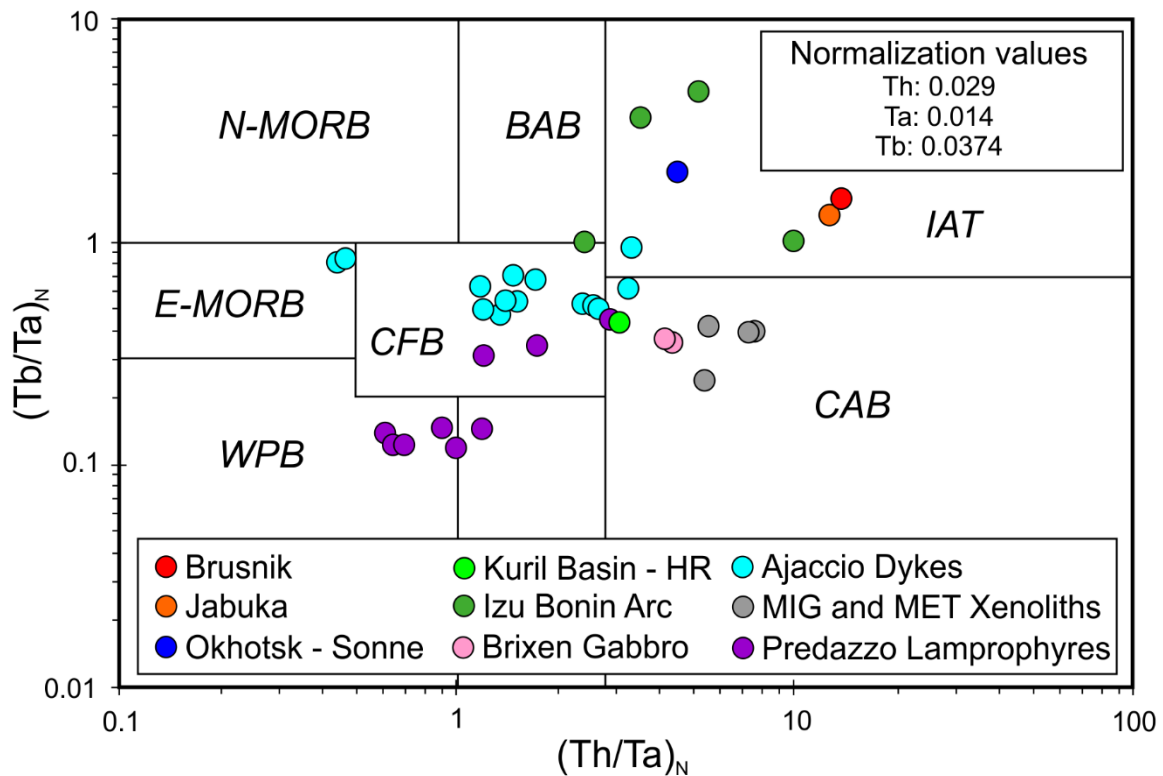 10
N-MORB
BAB
Normalization values
Th: 0.029
Ta: 0.014
Tb: 0.0374
IAT
1
E-MORB
CFB
(Tb/Ta)N
CAB
WPB
0.1
Brusnik
Kuril Basin - HR
Ajaccio Dykes
Jabuka
Izu Bonin Arc
MIG and MET Xenoliths
Okhotsk - Sonne
Brixen Gabbro
Predazzo Lamprophyres
0.01
0.1
1
10
100
(Th/Ta)N